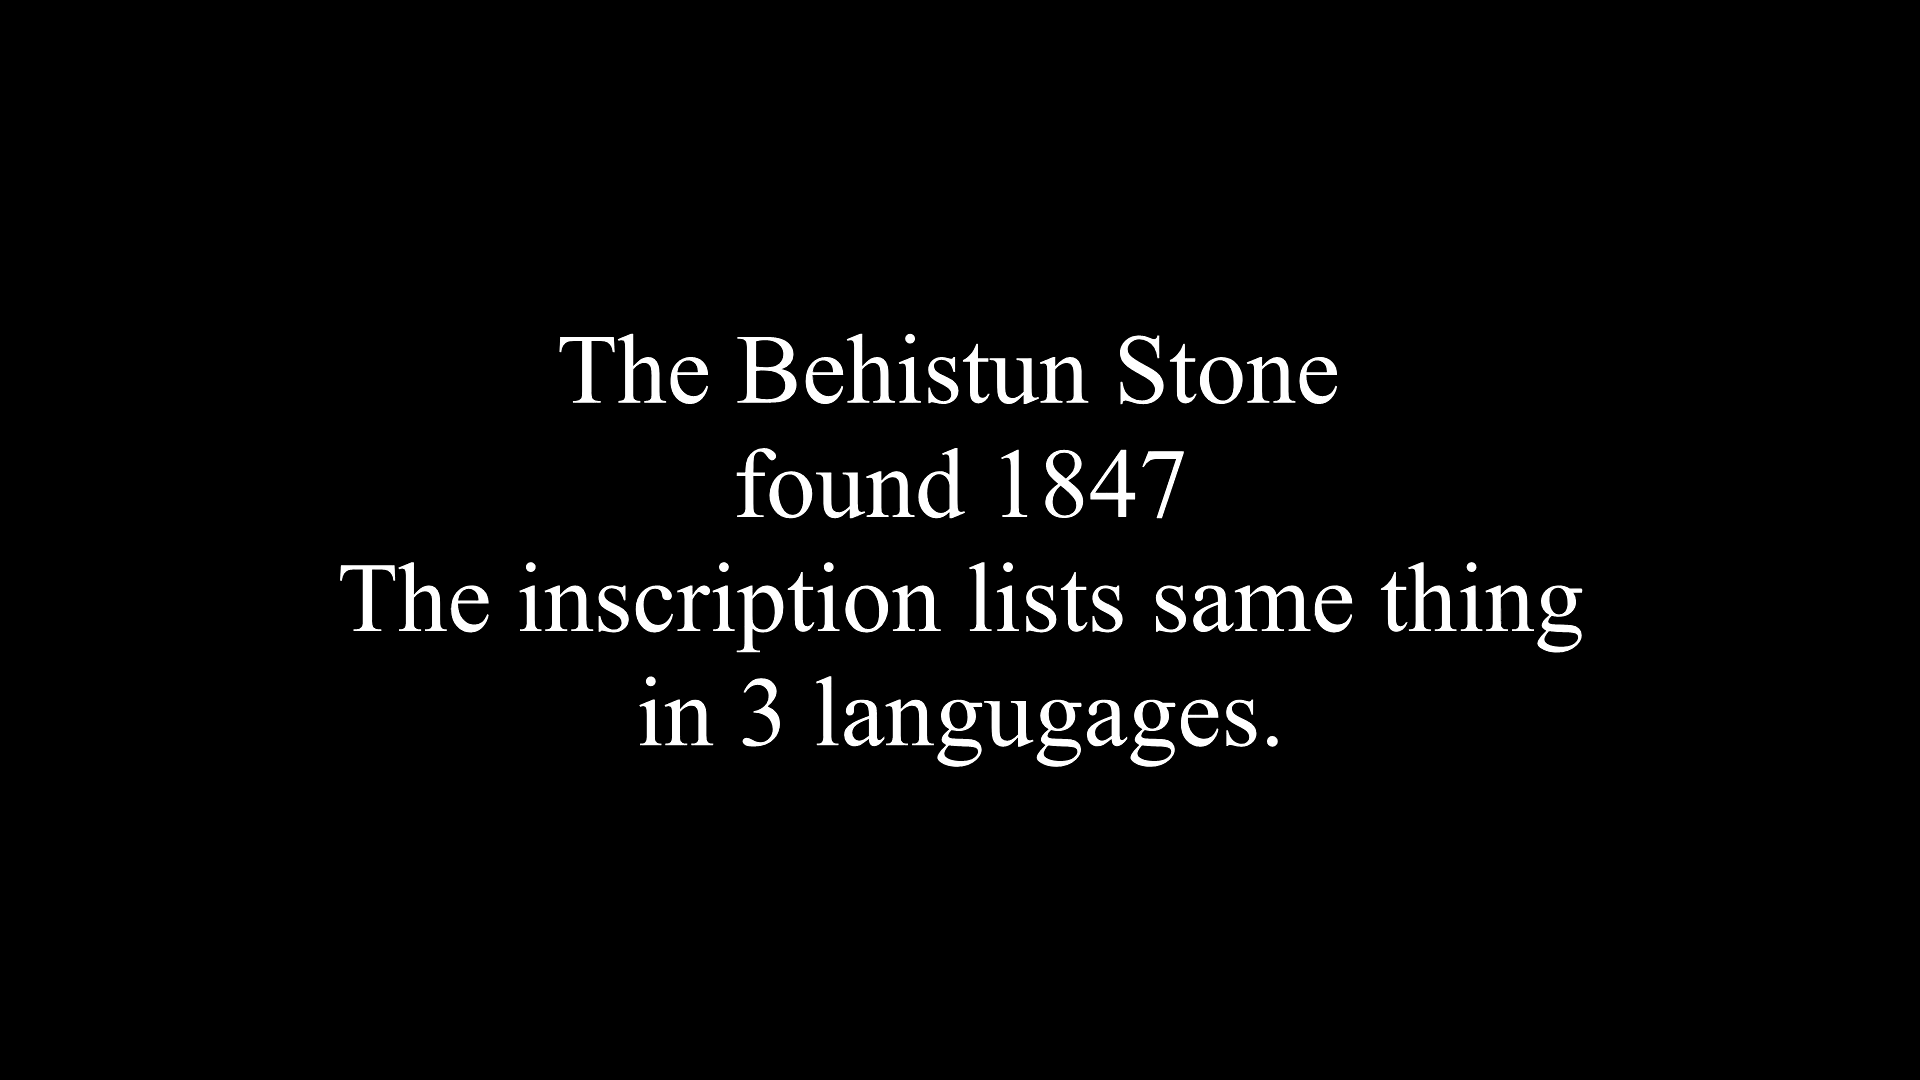 The Behistun Stone
found 1847
The inscription lists same thing
in 3 langugages.